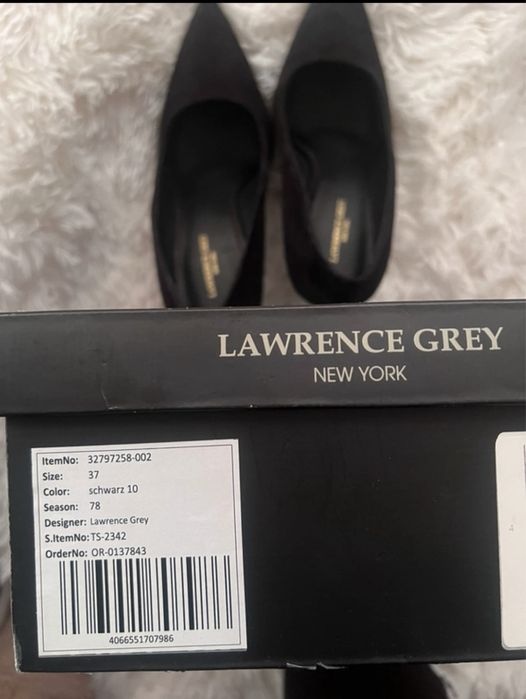 LAWRENCE GREY
NEW YORK
ItemNo: 32797258-002
Size: 37
Color: schwarz 10
Season: 78
Designer: Lawrence Grey
S.ItemNo: TS-2342
OrderNo: OR-0137843
4066551707986